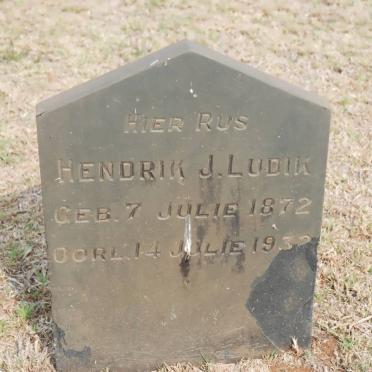 HIER RUS
HENDRIK J. LUDIK
GEB. 7 JULIE 1872
OORL. 14 JULIE